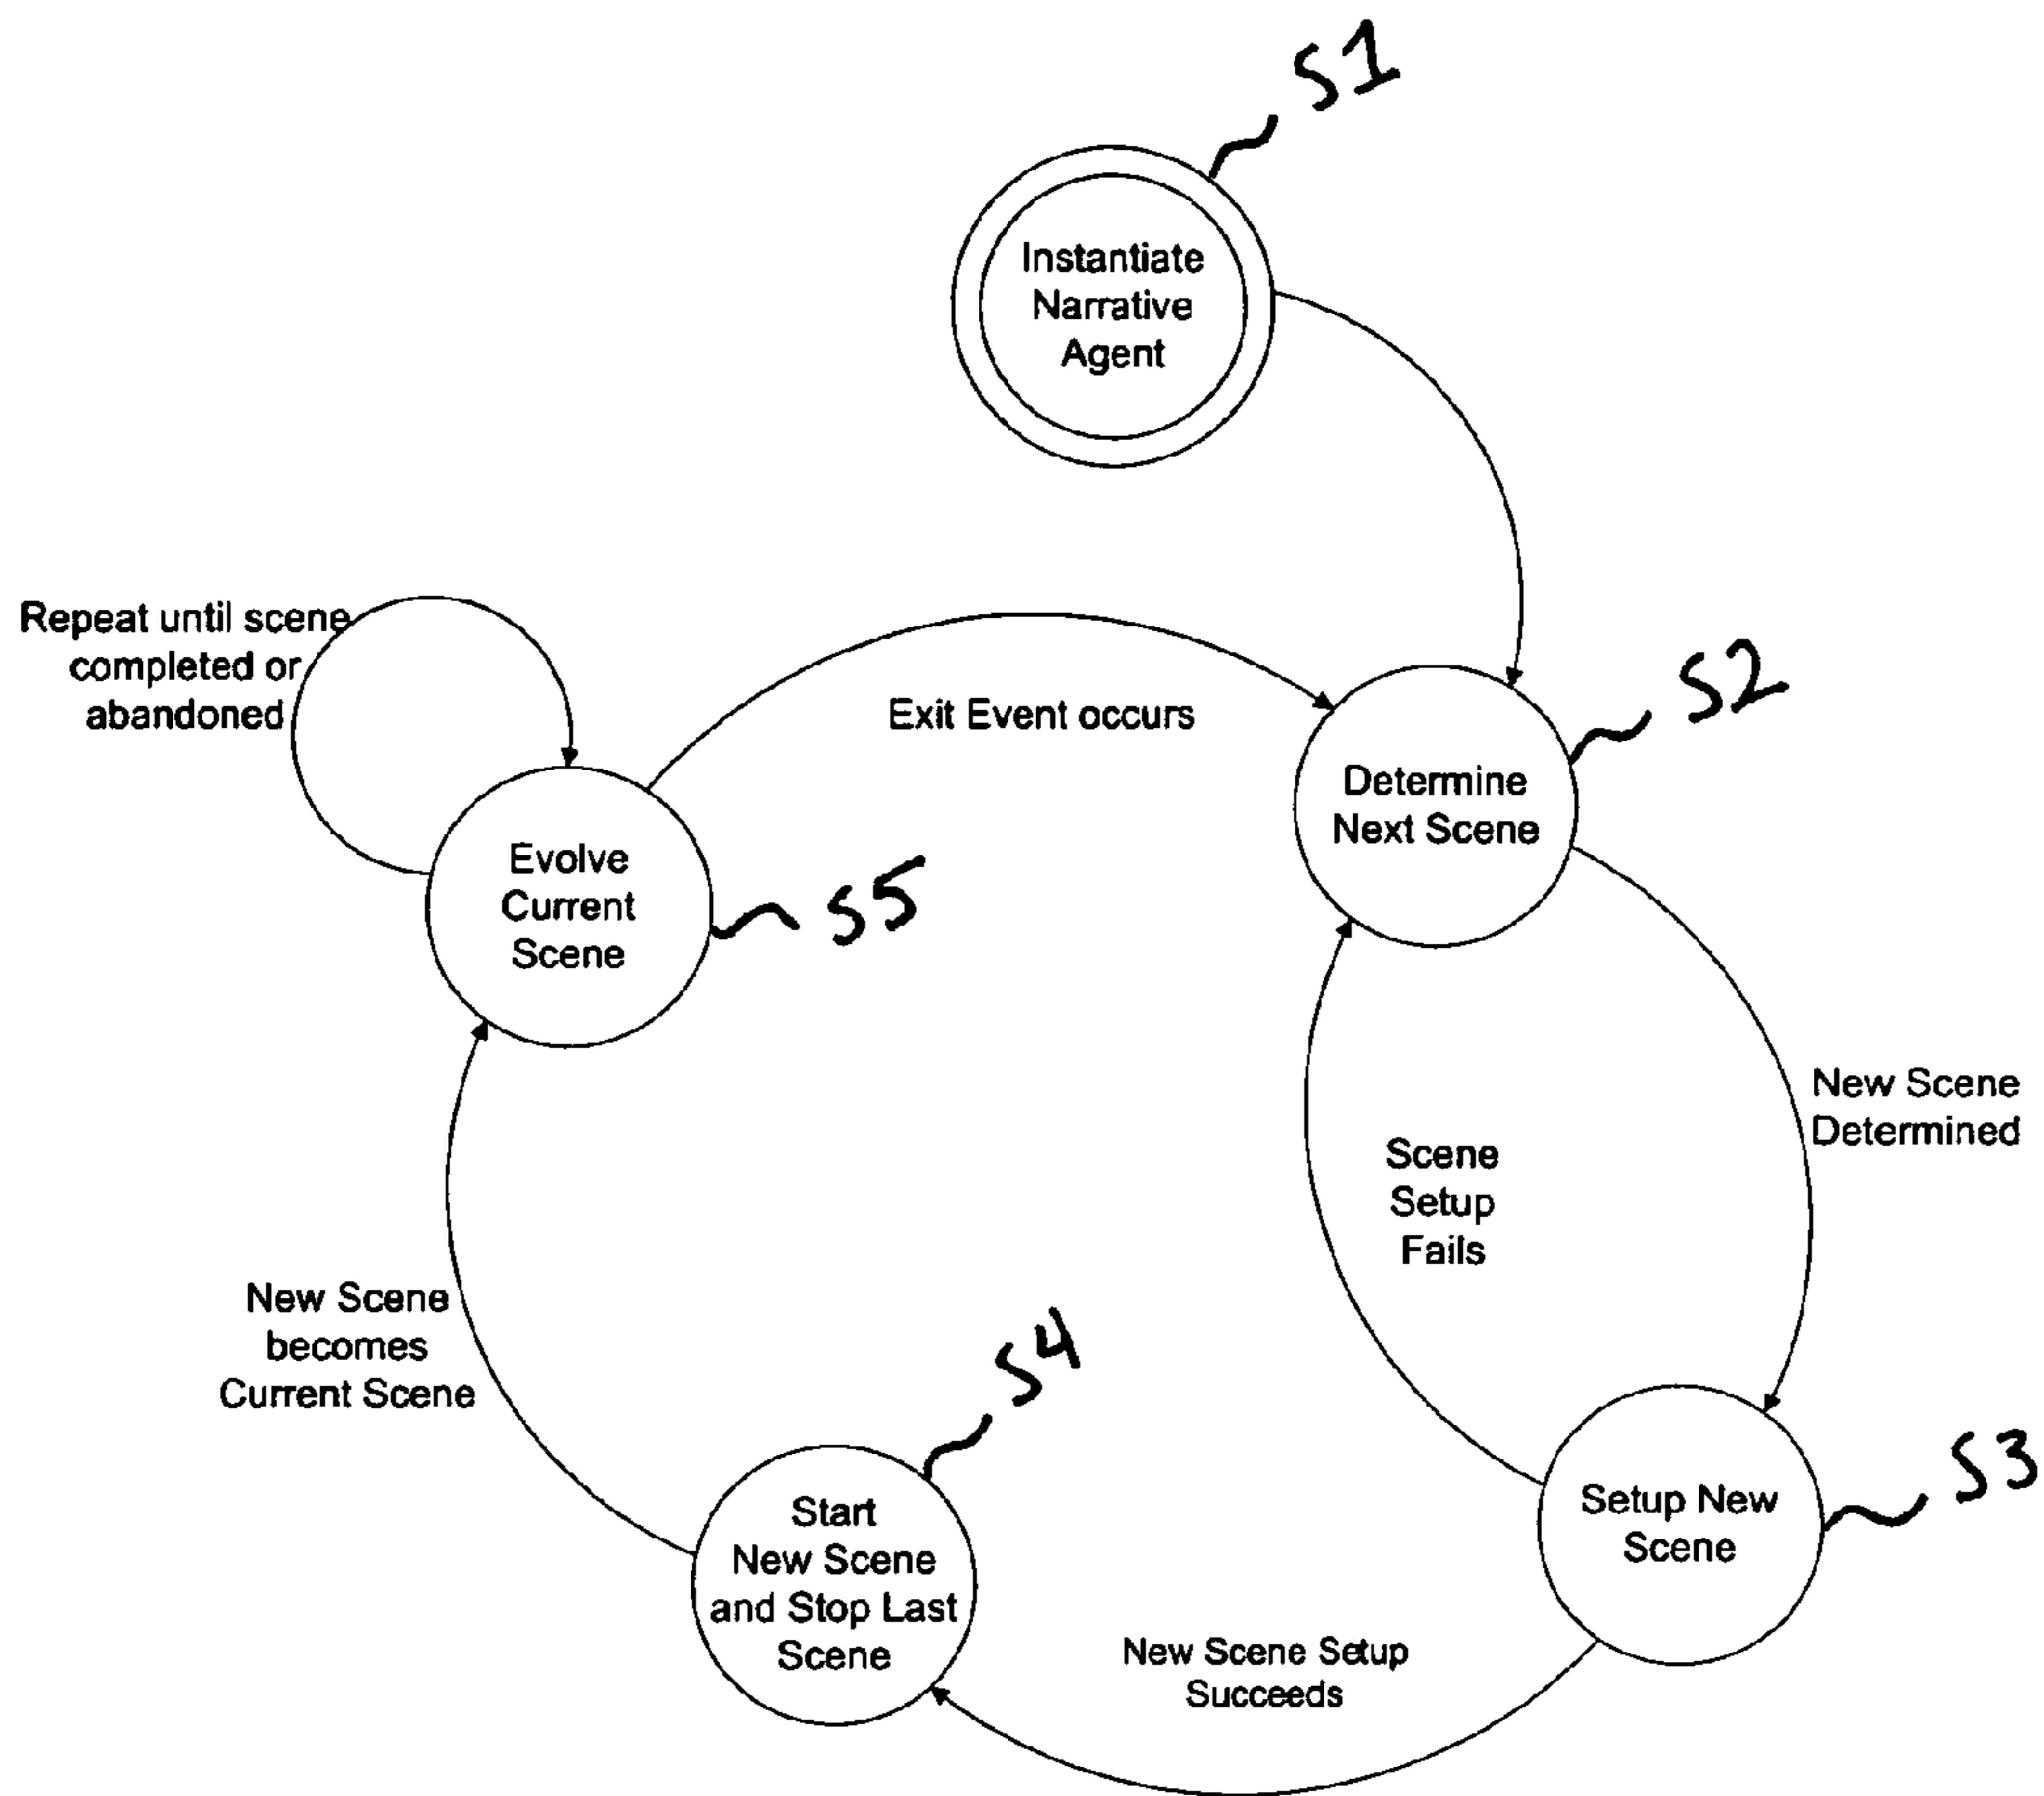 S1
Instantiate
Narrative
Agent
Repeat until scene
completed or
abandoned
Exit Event occurs
S2
Determine
Next Scene
Evolve
Current
Scene
S5
New Scene
Determined
Scene
Setup
Fails
New Scene
becomes
Current Scene
S4
Start
New Scene
and Stop Last
Scene
S3
Setup New
Scene
New Scene Setup
Succeeds